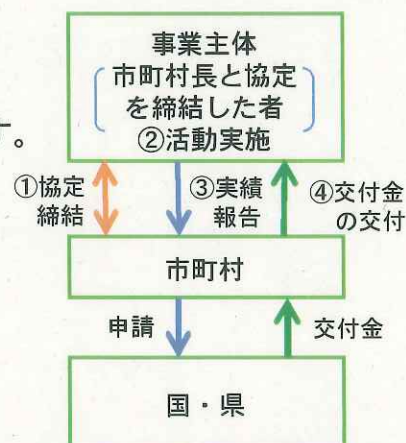 事業主体
市町村長と協定
を締結した者
②活動実施
す。
①協定
締結
③実績
報告
④交付金
の交付
市町村
申請
交付金
国・県